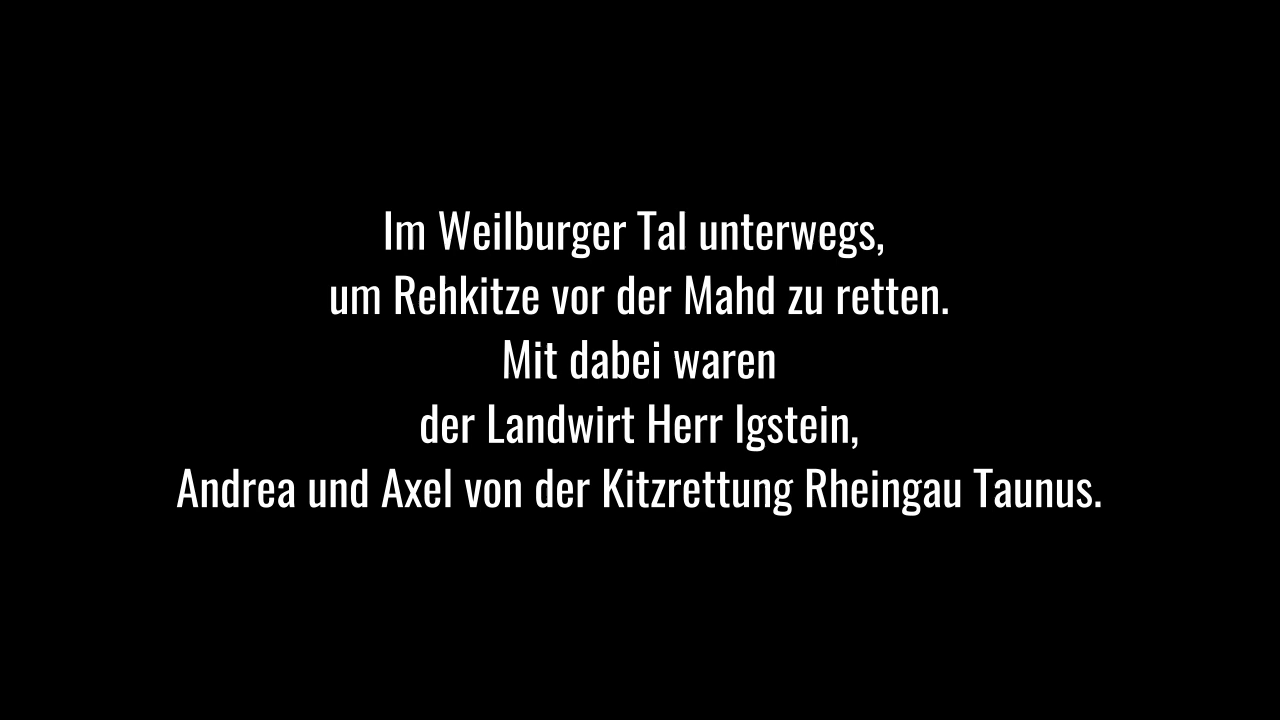 Im Weilburger Tal unterwegs,
um Rehkitze vor der Mahd zu retten.
Mit dabei waren
der Landwirt Herr Igstein,
Andrea und Axel von der Kitzrettung Rheingau Taunus.